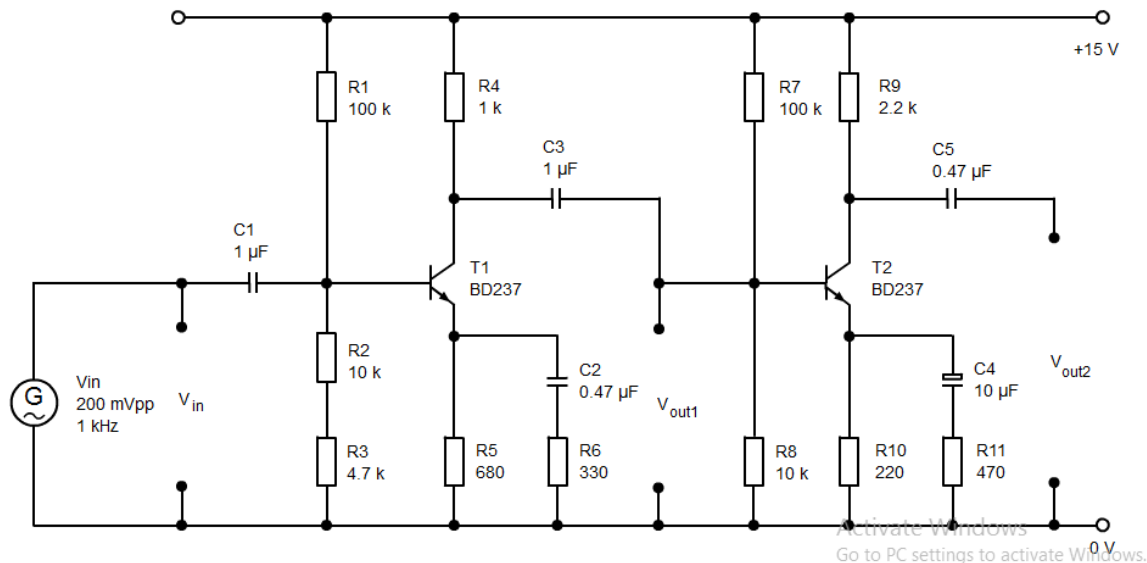 +15 V
R1
100 k
R4
1 k
R7
100 k
R9
2.2 k
C3
1 µF
C5
0.47 µF
C1
1 µF
T1
BD237
T2
BD237
R2
10 k
C2
0.47 µF
C4
10 µF
G
Vin
200 mVpp
1 kHz
Vin
Vout1
Vout2
R3
4.7 k
R5
680
R6
330
R8
10 k
R10
220
R11
470
0 V
Activate Windows
Go to PC settings to activate Windows.